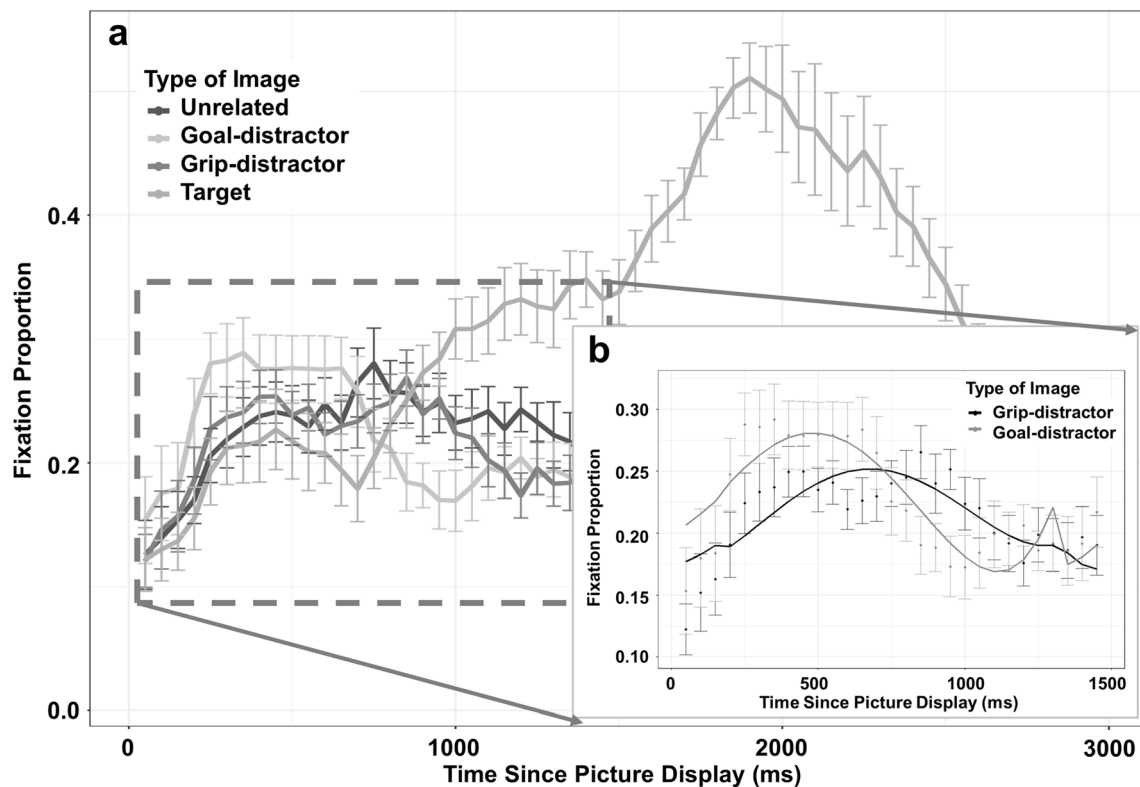 a
Type of Image
Unrelated
Goal-distractor
Grip-distractor
Target
Fixation Proportion
0.4
0.2
0.0
0
1000
2000
3000
Time Since Picture Display (ms)
b
Type of Image
Grip-distractor
Goal-distractor
Fixation Proportion
0.30
0.25
0.20
0.15
0.10
0
500
1000
1500
Time Since Picture Display (ms)